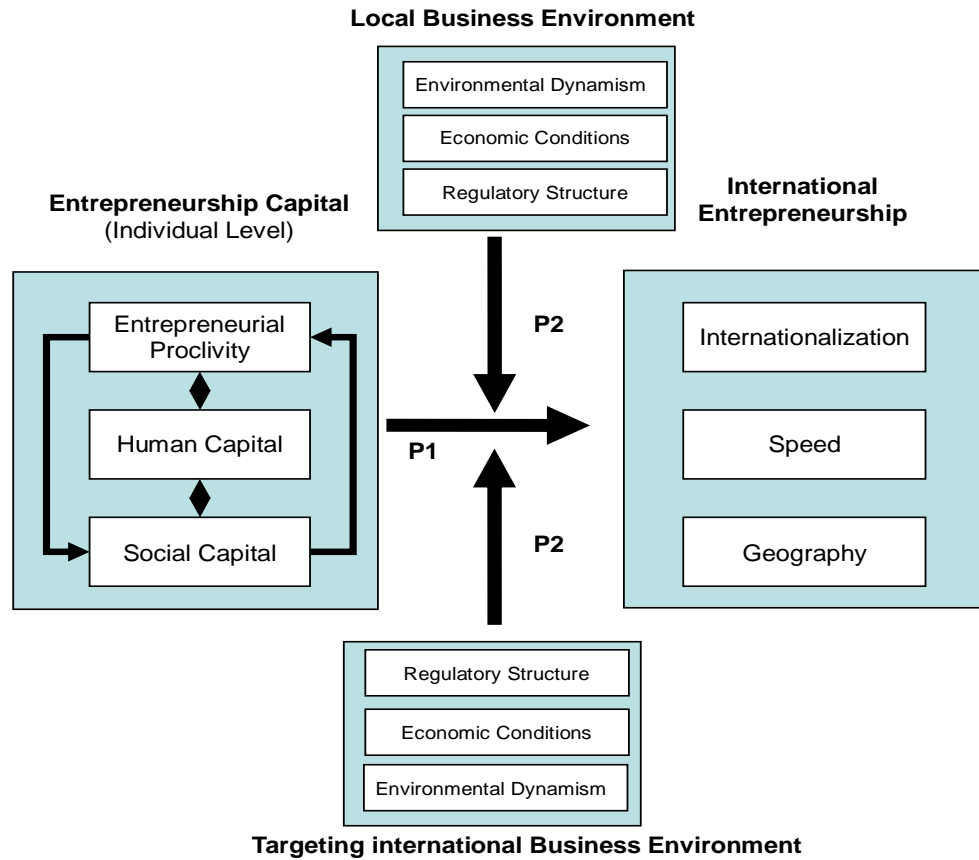 Local Business Environment
Environmental Dynamism
Economic Conditions
Regulatory Structure
Entrepreneurship Capital
(Individual Level)
International
Entrepreneurship
Entrepreneurial
Proclivity
Human Capital
Social Capital
P2
P1
P2
Internationalization
Speed
Geography
Regulatory Structure
Economic Conditions
Environmental Dynamism
Targeting international Business Environment